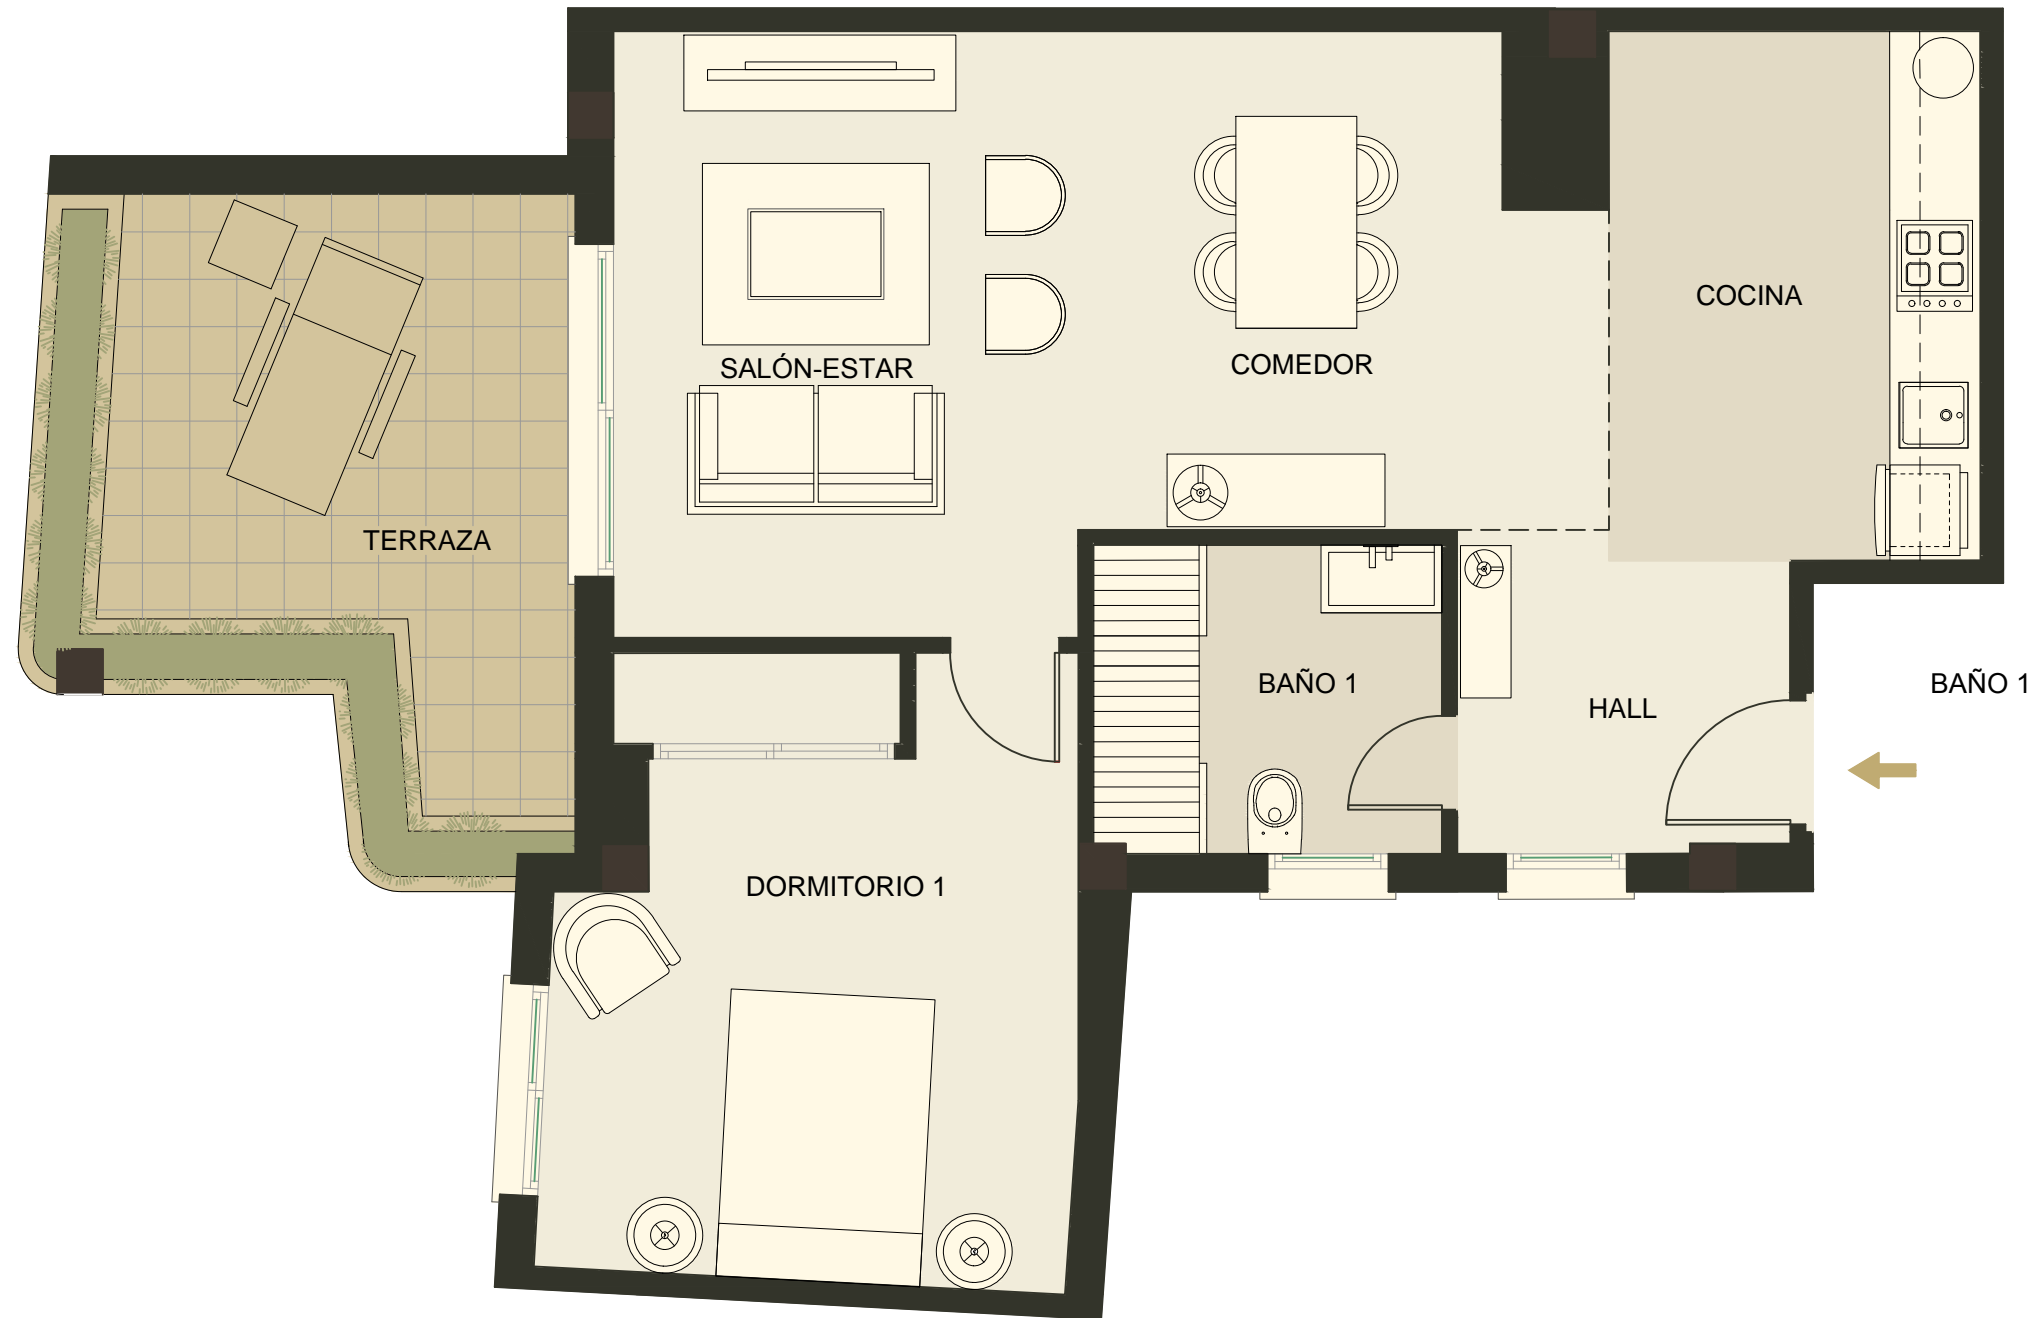 COCINA
SALÓN-ESTAR
COMEDOR
TERRAZA
BAÑO 1
BAÑO 1
HALL
DORMITORIO 1